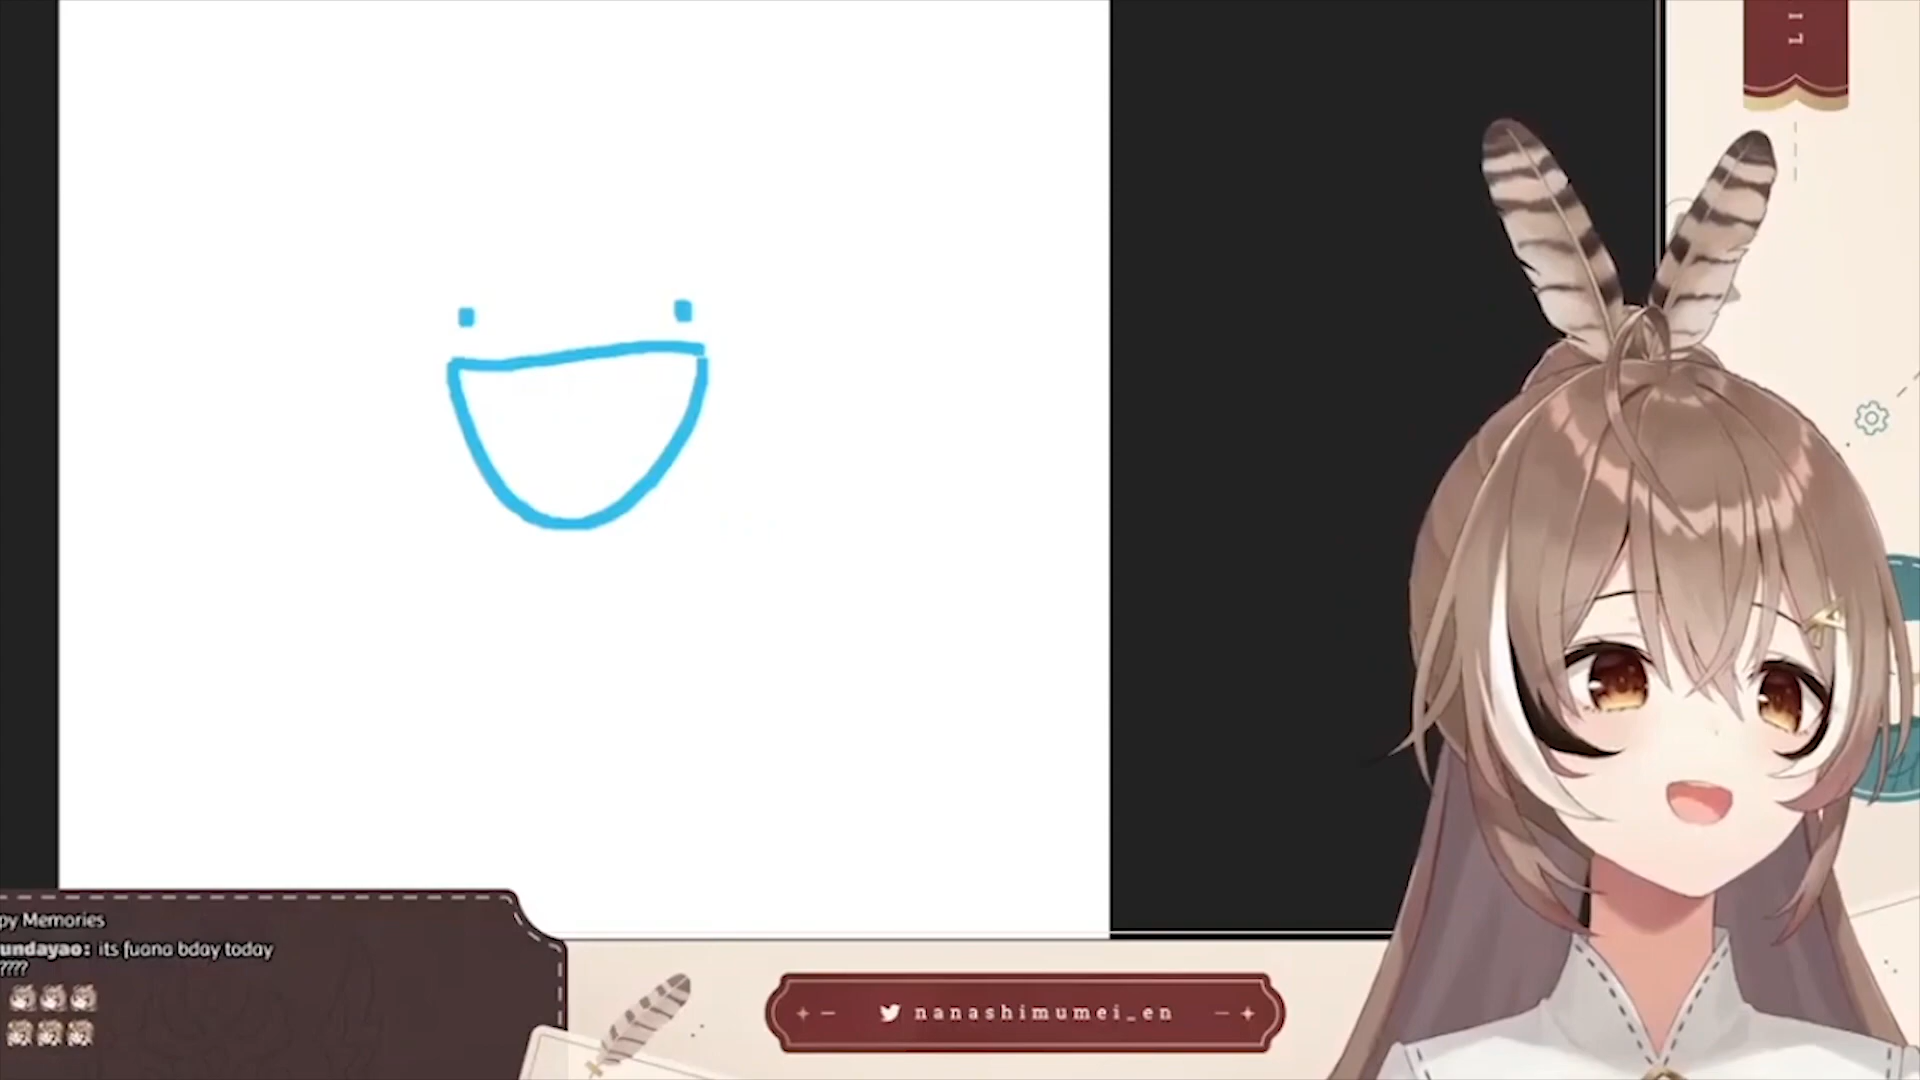 L I
py Memories
undayao: its fuana bday today
????
nanashimumei_en